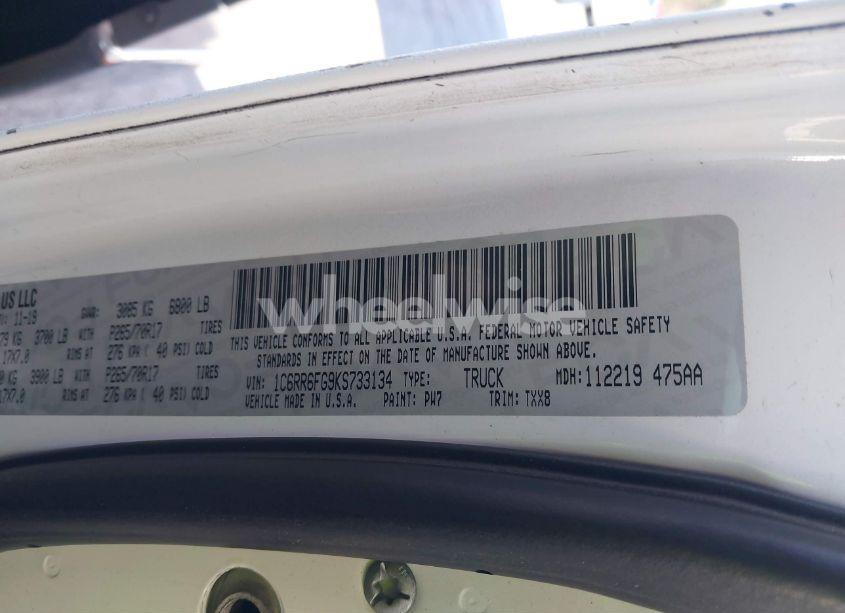 US LLC
11-19 GAWR: 3085 KG 6800 LB
3700 LB WITH P265/70R17 TIRES
17X7.0 RIMS AT 276 KPA ( 40 PSI) COLD
KG 3900 LB WITH P265/70R17 TIRES
17X7.0 RIMS AT 276 KPA ( 40 PSI) COLD
wheelwise
THIS VEHICLE CONFORMS TO ALL APPLICABLE U.S.A. FEDERAL MOTOR VEHICLE SAFETY
STANDARDS IN EFFECT ON THE DATE OF MANUFACTURE SHOWN ABOVE.
VIN: 1C6RR6FG9KS733134 TYPE: TRUCK MDH: 112219 475AA
VEHICLE MADE IN U.S.A. PAINT: PW7 TRIM: TXX8